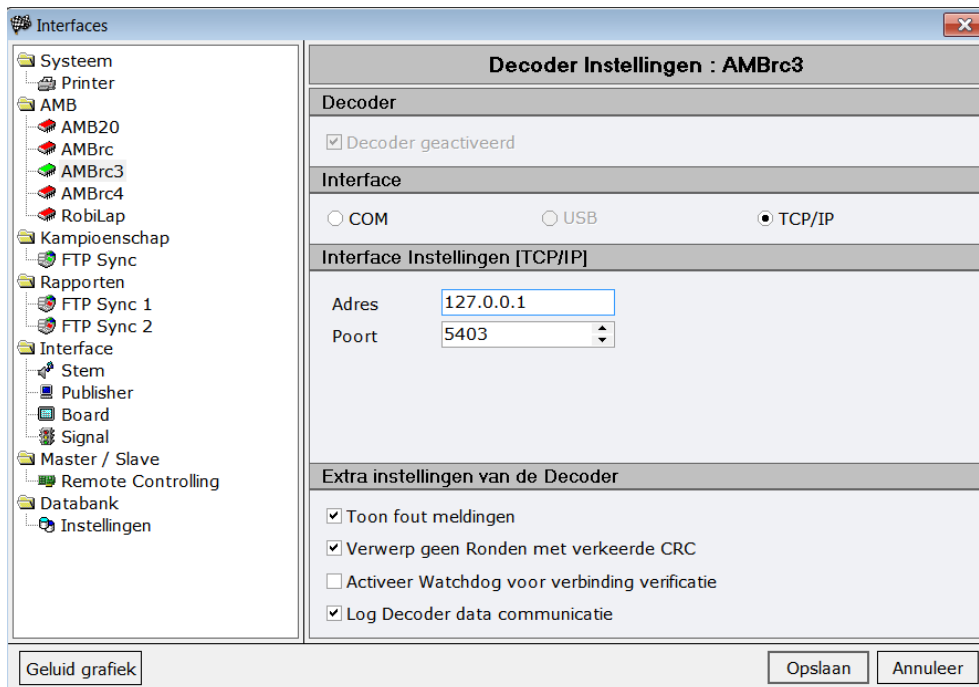 Interfaces
Systeem
Printer
AMB
AMB20
AMBrc
AMBrc3
AMBrc4
RobiLap
Kampioenschap
FTP Sync
Rapporten
FTP Sync 1
FTP Sync 2
Interface
Stem
Publisher
Board
Signal
Master / Slave
Remote Controlling
Databank
Instellingen
Decoder Instellingen : AMBrc3
Decoder
Decoder geactiveerd
Interface
COM USB TCP/IP
Interface Instellingen [TCP/IP]
Adres 127.0.0.1
Poort 5403
Extra instellingen van de Decoder
Toon fout meldingen
Verwerp geen Ronden met verkeerde CRC
Activeer Watchdog voor verbinding verificatie
Log Decoder data communicatie
Geluid grafiek Opslaan Annuleer